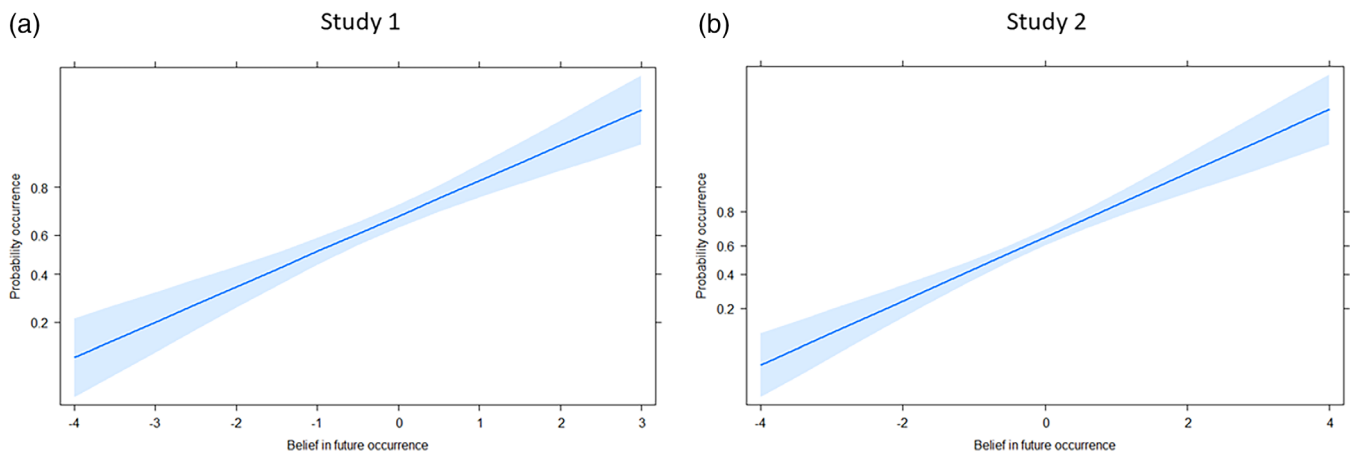 (a)
Study 1
Probability occurrence
0.8
0.6
0.4
0.2
-4 -3 -2 -1 0 1 2 3
Belief in future occurrence
(b)
Study 2
Probability occurrence
0.8
0.6
0.4
0.2
-4 -2 0 2 4
Belief in future occurrence